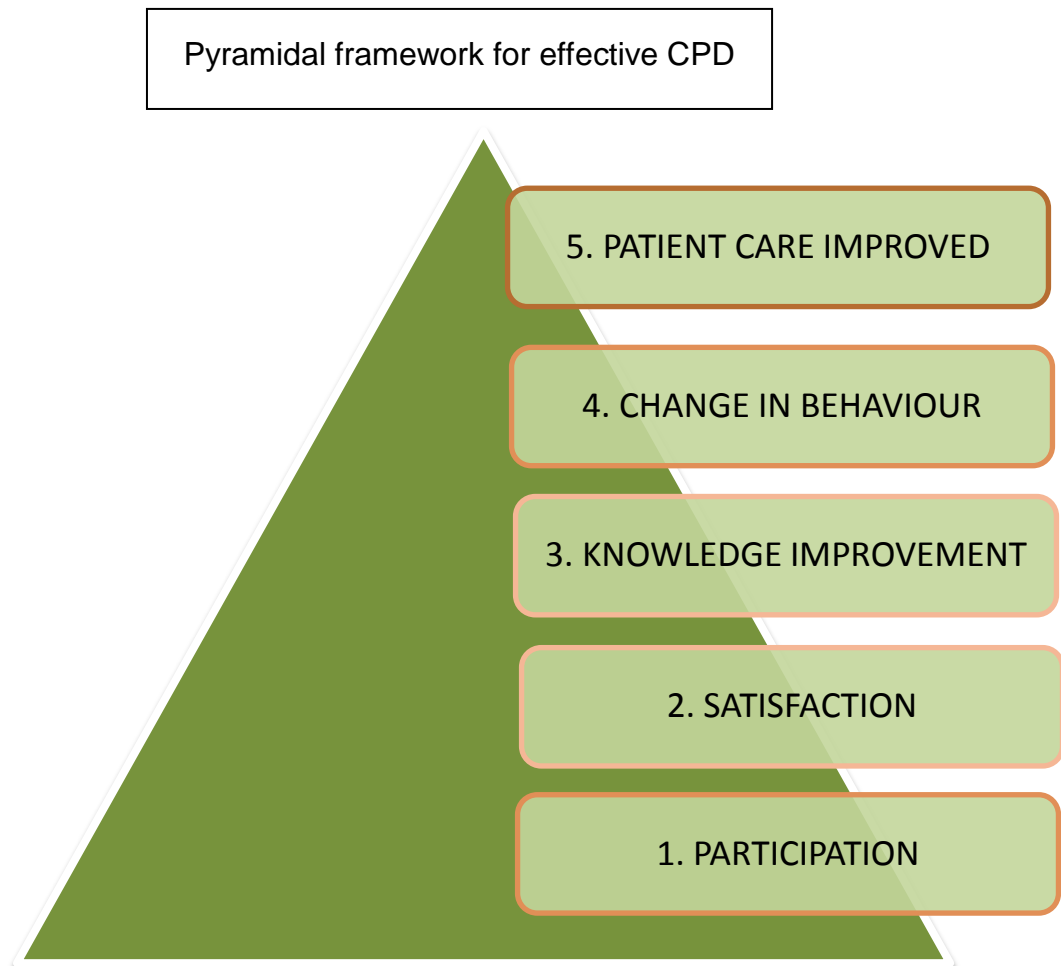 Pyramidal framework for effective CPD
5. PATIENT CARE IMPROVED
4. CHANGE IN BEHAVIOUR
3. KNOWLEDGE IMPROVEMENT
2. SATISFACTION
1. PARTICIPATION